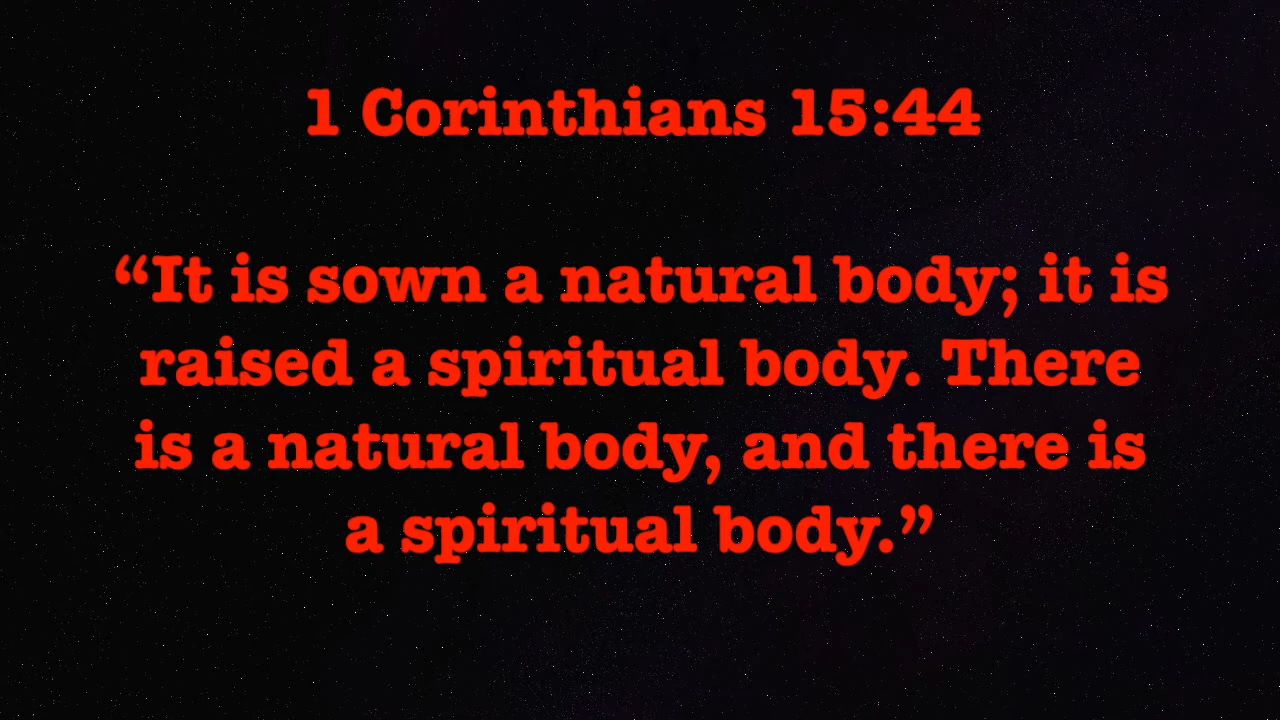 1 Corinthians 15:44
“It is sown a natural body; it is
raised a spiritual body. There
is a natural body, and there is
a spiritual body.”